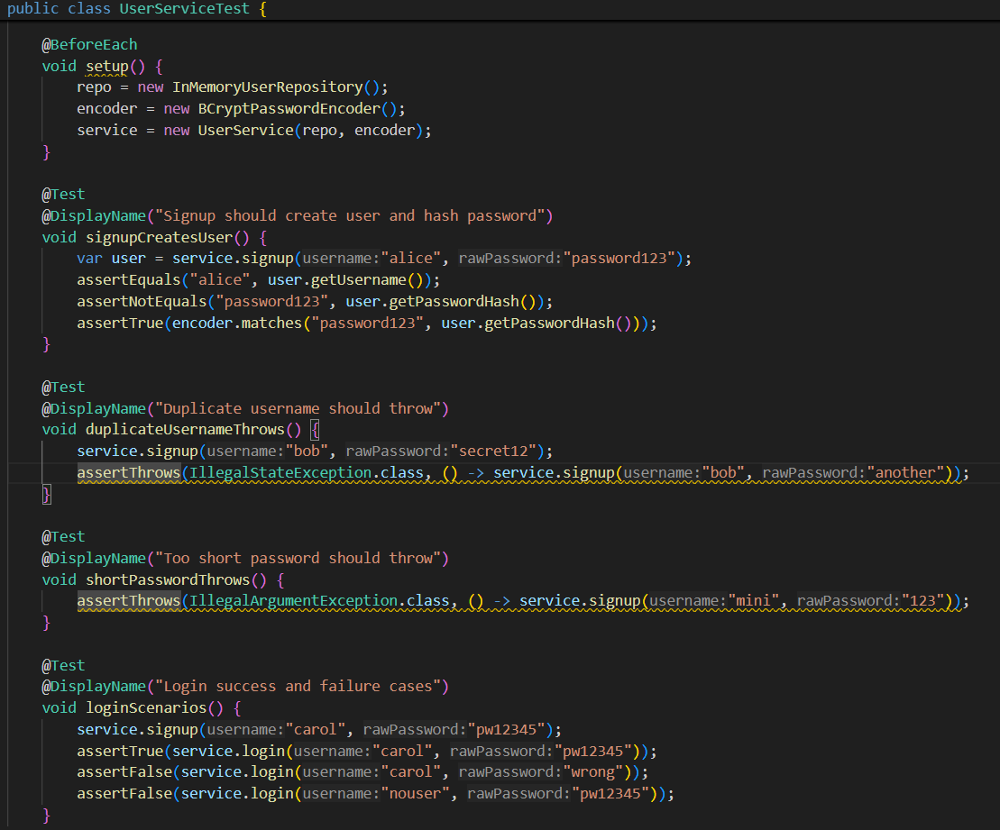 public class UserServiceTest {
@BeforeEach
void setup() {
repo = new InMemoryUserRepository();
encoder = new BCryptPasswordEncoder();
service = new UserService(repo, encoder);
}
@Test
@DisplayName("Signup should create user and hash password")
void signupCreatesUser() {
var user = service.signup(username:"alice", rawPassword:"password123");
assertEquals("alice", user.getUsername());
assertNotEquals("password123", user.getPasswordHash());
assertTrue(encoder.matches("password123", user.getPasswordHash()));
}
@Test
@DisplayName("Duplicate username should throw")
void duplicateUsernameThrows() {
service.signup(username:"bob", rawPassword:"secret12");
assertThrows(IllegalStateException.class, () -> service.signup(username:"bob", rawPassword:"another"));
}
@Test
@DisplayName("Too short password should throw")
void shortPasswordThrows() {
assertThrows(IllegalArgumentException.class, () -> service.signup(username:"mini", rawPassword:"123"));
}
@Test
@DisplayName("Login success and failure cases")
void loginScenarios() {
service.signup(username:"carol", rawPassword:"pw12345");
assertTrue(service.login(username:"carol", rawPassword:"pw12345"));
assertFalse(service.login(username:"carol", rawPassword:"wrong"));
assertFalse(service.login(username:"nouser", rawPassword:"pw12345"));
}